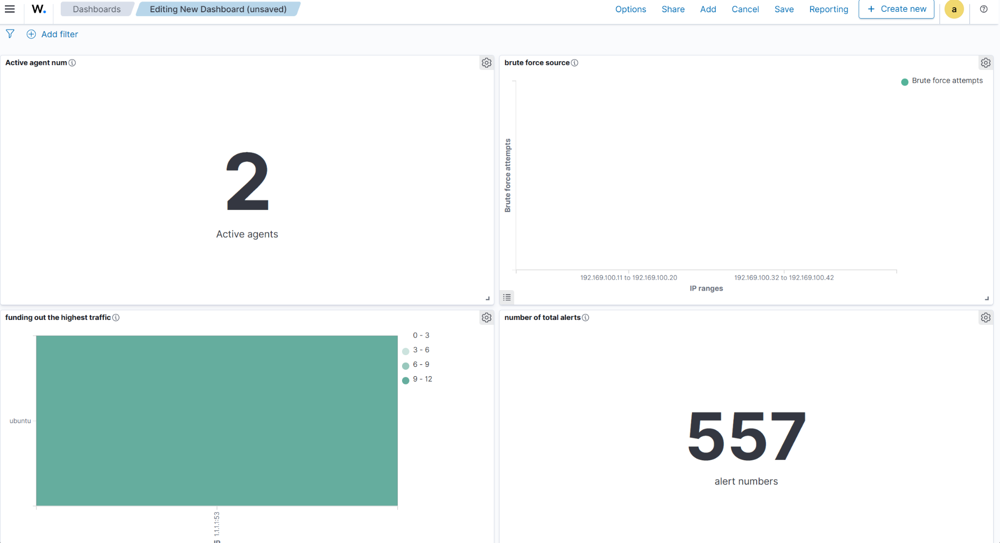 W. Dashboards Editing New Dashboard (unsaved) Options Share Add Cancel Save Reporting + Create new a
Add filter
Active agent num
2
Active agents
brute force source
Brute force attempts
Brute force attempts
192.169.100.11 to 192.169.100.20 192.169.100.32 to 192.169.100.42
IP ranges
funding out the highest traffic
0 - 3
3 - 6
6 - 9
9 - 12
ubuntu
1.1.1.1:53
IP
number of total alerts
557
alert numbers